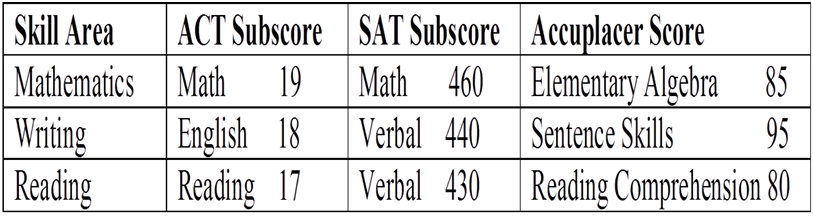 Skill Area ACT Subscore SAT Subscore Accuplacer Score
Mathematics Math 19 Math 460 Elementary Algebra 85
Writing English 18 Verbal 440 Sentence Skills 95
Reading Reading 17 Verbal 430 Reading Comprehension 80